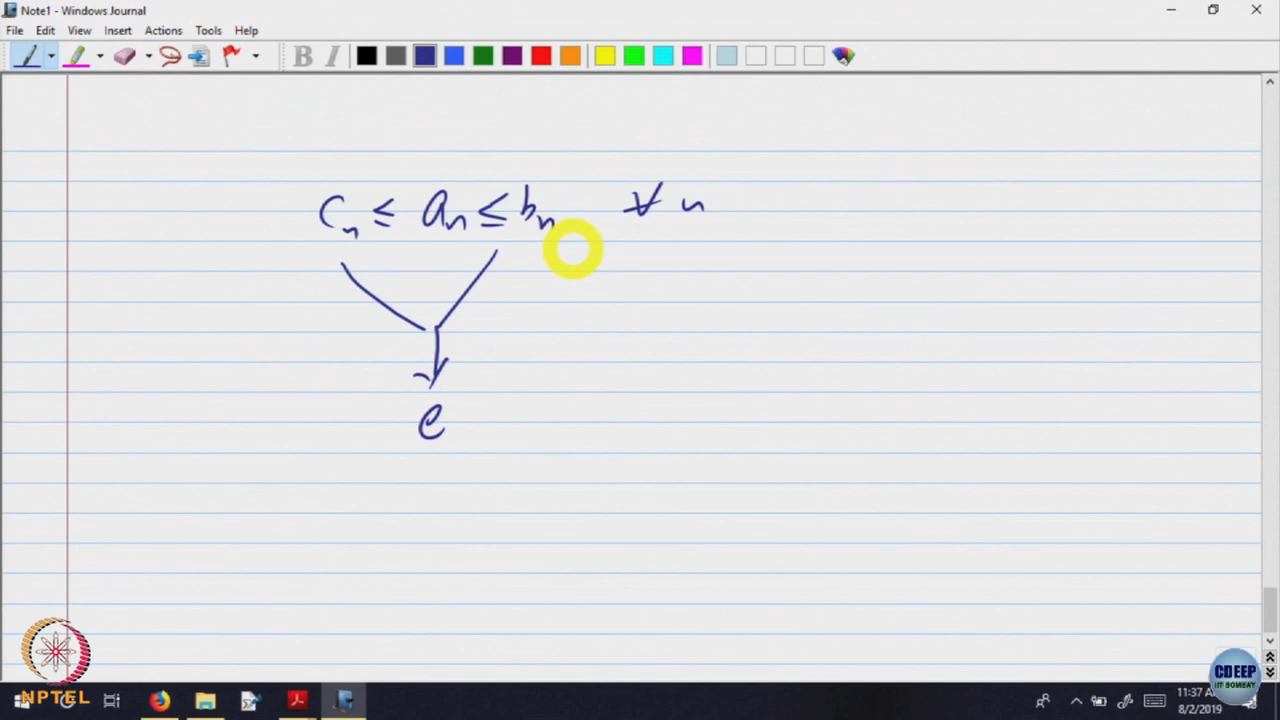 Note1 - Windows Journal
File Edit View Insert Actions Tools Help
B I
Cn ≤ an ≤ bn ∀ n
e
NPTEL
CDEEP
IIT BOMBAY
11:37 A
8/2/2019